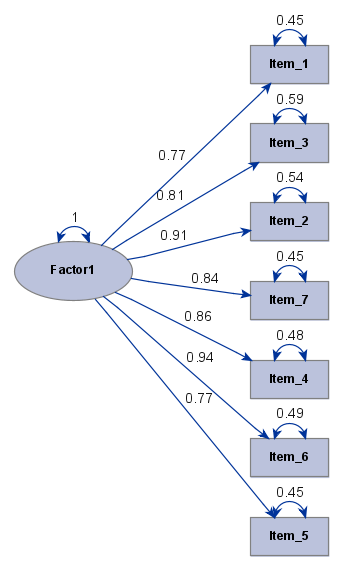 0.45
Item_1
0.59
Item_3
0.77
0.81
0.54
Item_2
1
0.91
Factor1
0.45
0.84
Item_7
0.86
0.48
Item_4
0.94
0.49
0.77
Item_6
0.45
Item_5